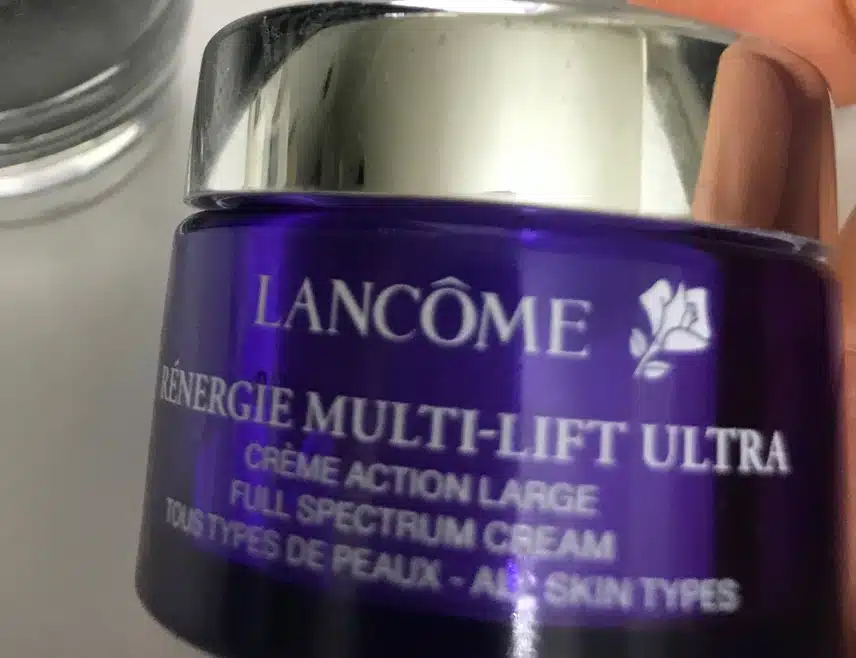 LANCÔME
RÉNERGIE MULTI-LIFT ULTRA
CRÈME ACTION LARGE
FULL SPECTRUM CREAM
TOUS TYPES DE PEAUX - ALL SKIN TYPES